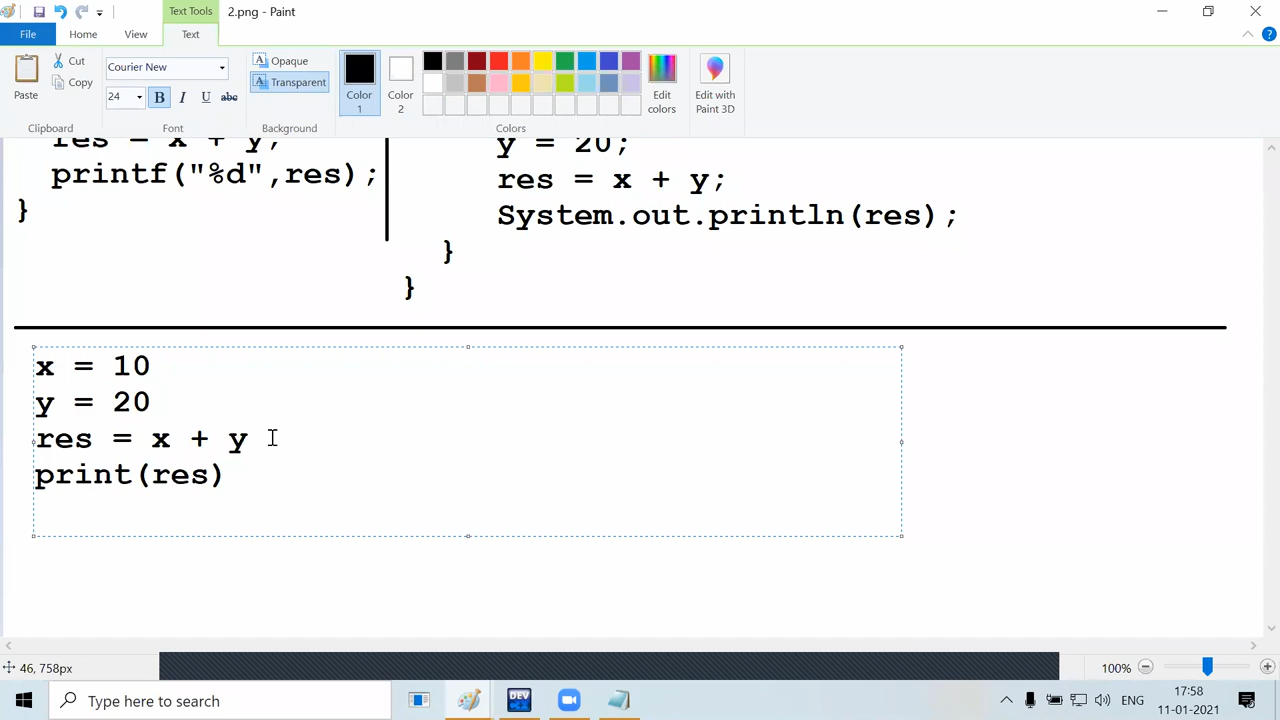 Text Tools
2.png - Paint
File
Home
View
Text
Paste
Cut
Copy
Clipboard
Courier New
24
B I U abc
Font
Opaque
Transparent
Background
Color 1
Color 2
Edit colors
Edit with Paint 3D
Colors
res = x + y;
printf("%d",res);
}
y = 20;
res = x + y;
System.out.println(res);
}
}
x = 10
y = 20
res = x + y
print(res)
46, 758px
100%
Type here to search
DEV C++
ENG
17:58
11-01-2021